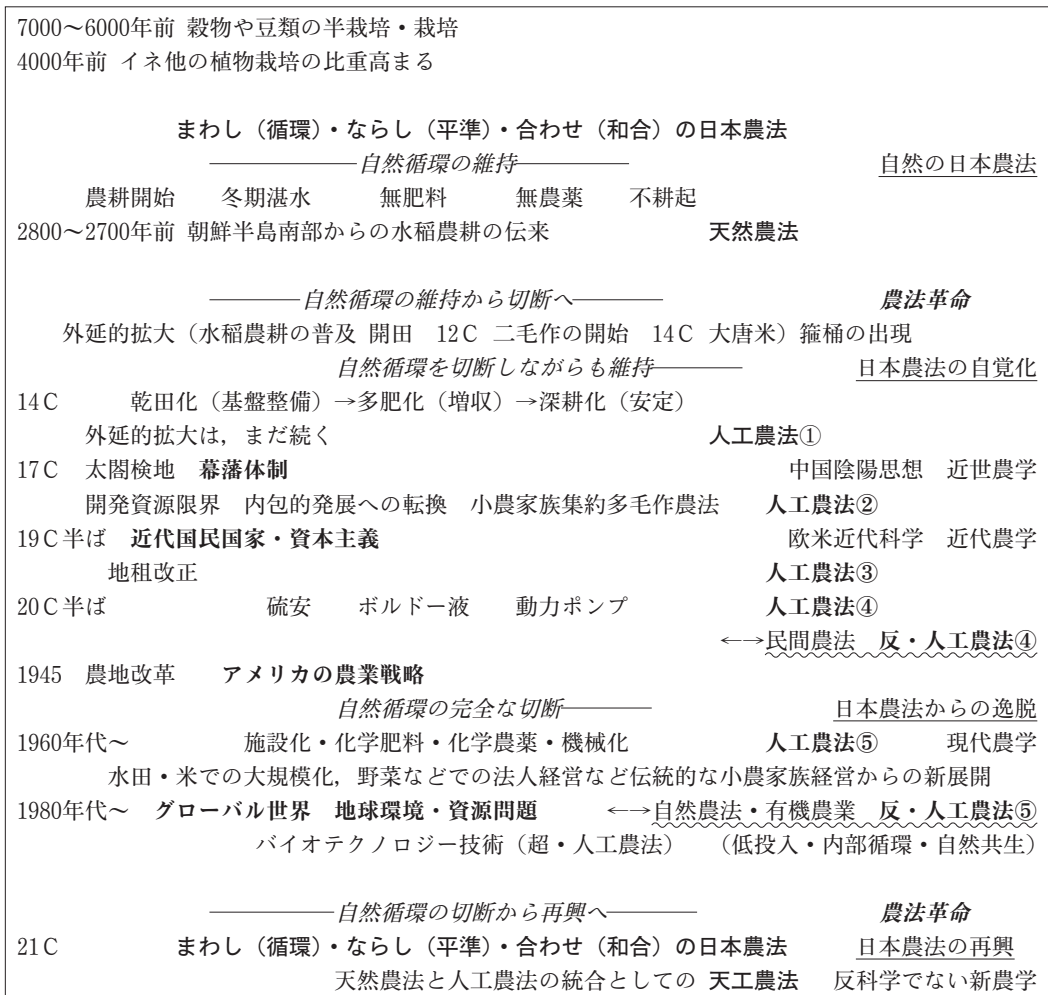 7000～6000年前 穀物や豆類の半栽培・栽培
4000年前 イネ他の植物栽培の比重高まる
まわし（循環）・ならし（平準）・合わせ（和合）の日本農法
―――――自然循環の維持――――― 自然の日本農法
農耕開始 冬期湛水 無肥料 無農薬 不耕起
2800～2700年前 朝鮮半島南部からの水稲農耕の伝来 天然農法
――――自然循環の維持から切断へ―――― 農法革命
外延的拡大（水稲農耕の普及 開田 12C 二毛作の開始 14C 大唐米）箍桶の出現
自然循環を切断しながらも維持―――― 日本農法の自覚化
14C 乾田化（基盤整備）→多肥化（増収）→深耕化（安定）
外延的拡大は，まだ続く 人工農法①
17C 太閤検地 幕藩体制 中国陰陽思想 近世農学
開発資源限界 内包的発展への転換 小農家族集約多毛作農法 人工農法②
19C半ば 近代国民国家・資本主義 欧米近代科学 近代農学
地租改正 人工農法③
20C半ば 硫安 ボルドー液 動力ポンプ 人工農法④
←→民間農法 反・人工農法④
1945 農地改革 アメリカの農業戦略
自然循環の完全な切断―――― 日本農法からの逸脱
1960年代～ 施設化・化学肥料・化学農薬・機械化 人工農法⑤ 現代農学
水田・米での大規模化，野菜などでの法人経営など伝統的な小農家族経営からの新展開
1980年代～ グローバル世界 地球環境・資源問題 ←→自然農法・有機農業 反・人工農法⑤
バイオテクノロジー技術（超・人工農法） （低投入・内部循環・自然共生）
―――――自然循環の切断から再興へ―――― 農法革命
21C まわし（循環）・ならし（平準）・合わせ（和合）の日本農法 日本農法の再興
天然農法と人工農法の統合としての 天工農法 反科学でない新農学